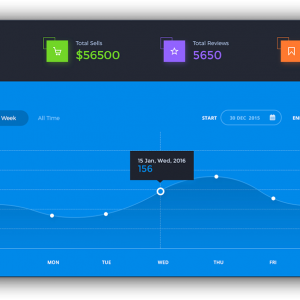 Total Sells
$56500
Total Reviews
5650
Week
All Time
START
30 DEC 2015
15 Jan, Wed, 2016
156
MON
TUE
WED
THU
FRI